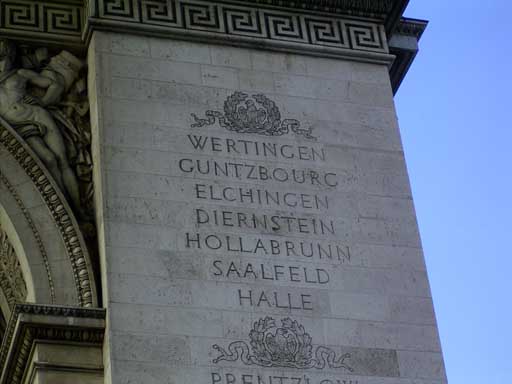 WERTINGEN
GUNTZBOURG
ELCHINGEN
DIERNSTEIN
HOLLABRUNN
SAALFELD
HALLE